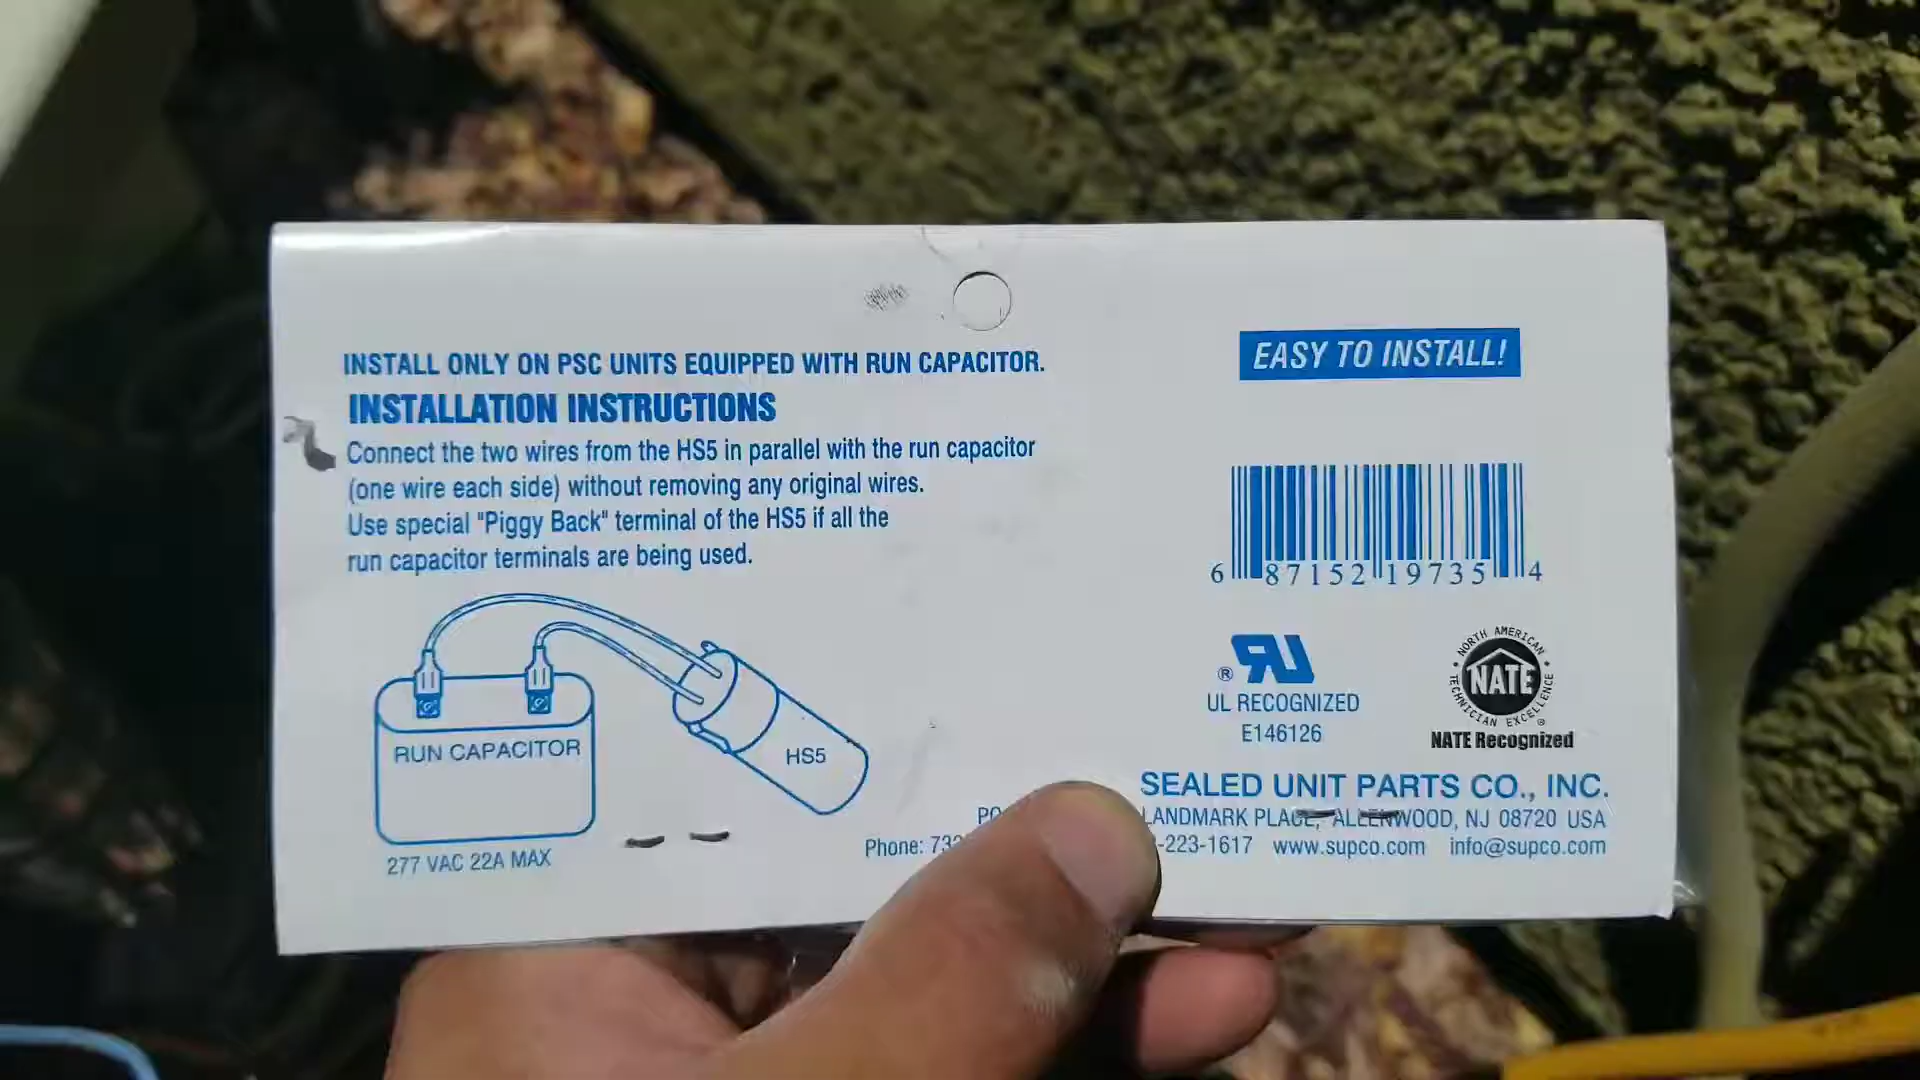 INSTALL ONLY ON PSC UNITS EQUIPPED WITH RUN CAPACITOR.
INSTALLATION INSTRUCTIONS
Connect the two wires from the HS5 in parallel with the run capacitor
(one wire each side) without removing any original wires.
Use special "Piggy Back" terminal of the HS5 if all the
run capacitor terminals are being used.
RUN CAPACITOR
HS5
277 VAC 22A MAX
EASY TO INSTALL!
6 87152 19735 4
®
UL RECOGNIZED
E146126
NORTH AMERICAN
NATE
TECHNICIAN EXCELLENCE
®
NATE Recognized
SEALED UNIT PARTS CO., INC.
PO LANDMARK PLACE, ALLENWOOD, NJ 08720 USA
Phone: 732 -223-1617 www.supco.com info@supco.com